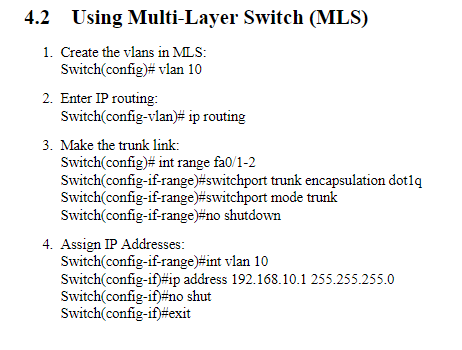 4.2 Using Multi-Layer Switch (MLS)
1. Create the vlans in MLS:
Switch(config)# vlan 10
2. Enter IP routing:
Switch(config-vlan)# ip routing
3. Make the trunk link:
Switch(config)# int range fa0/1-2
Switch(config-if-range)#switchport trunk encapsulation dot1q
Switch(config-if-range)#switchport mode trunk
Switch(config-if-range)#no shutdown
4. Assign IP Addresses:
Switch(config-if-range)#int vlan 10
Switch(config-if)#ip address 192.168.10.1 255.255.255.0
Switch(config-if)#no shut
Switch(config-if)#exit